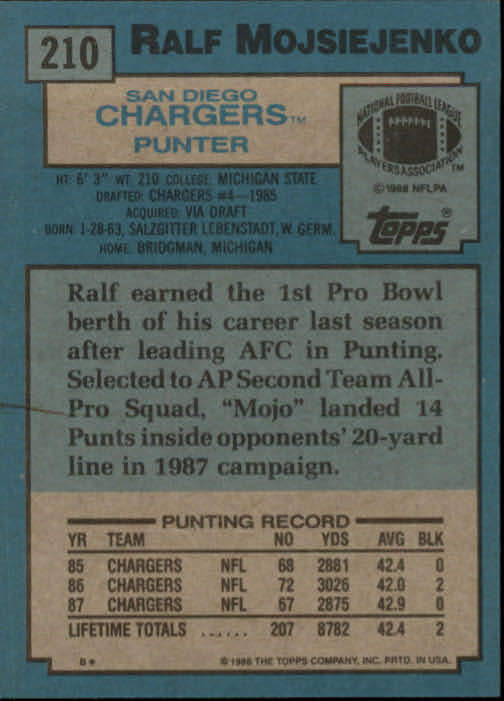 210
RALF MOJSIEJENKO
SAN DIEGO
CHARGERS™
PUNTER
NATIONAL FOOTBALL LEAGUE
PLAYERS ASSOCIATION ™
© 1988 NFLPA
topps®
HT: 6' 3" WT: 210 COLLEGE: MICHIGAN STATE
DRAFTED: CHARGERS #4—1985
ACQUIRED: VIA DRAFT
BORN: 1-28-63, SALZGITTER LEBENSTADT, W. GERM.
HOME: BRIDGMAN, MICHIGAN
Ralf earned the 1st Pro Bowl
berth of his career last season
after leading AFC in Punting.
Selected to AP Second Team All-
Pro Squad, "Mojo" landed 14
Punts inside opponents' 20-yard
line in 1987 campaign.
PUNTING RECORD
YR TEAM NO YDS AVG BLK
85 CHARGERS NFL 68 2881 42.4 0
86 CHARGERS NFL 72 3026 42.0 2
87 CHARGERS NFL 67 2875 42.9 0
LIFETIME TOTALS ...... 207 8782 42.4 2
B* © 1988 THE TOPPS COMPANY, INC. PRTD. IN USA.